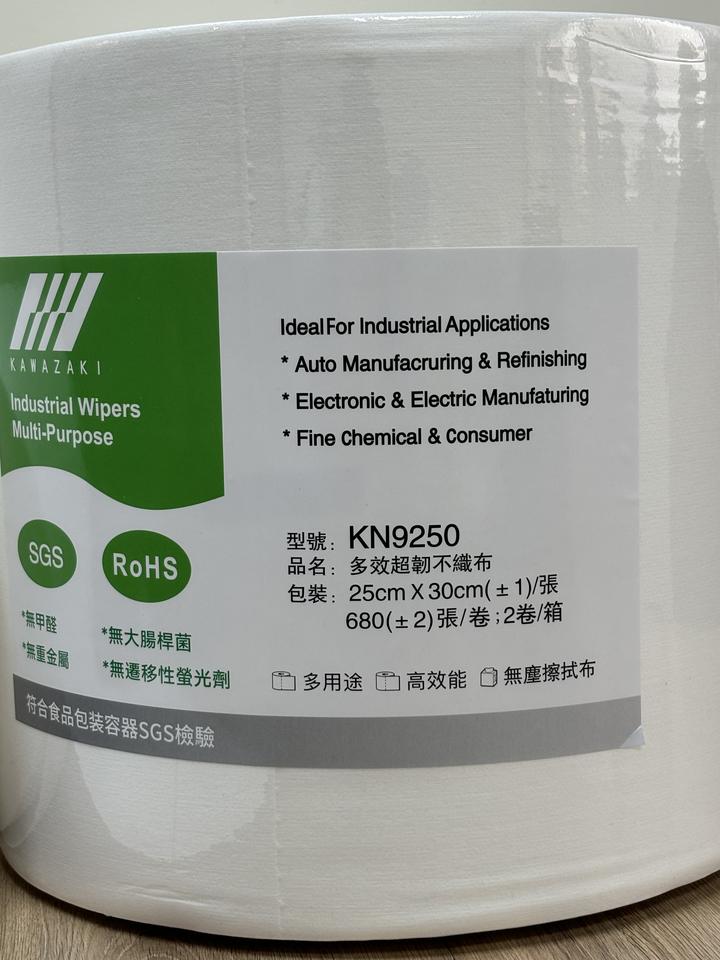 KAWAZAKI
Industrial Wipers
Multi-Purpose
IdealFor Industrial Applications
* Auto Manufacruring & Refinishing
* Electronic & Electric Manufaturing
* Fine Chemical & Consumer
SGS
RoHS
*無甲醛
*無大腸桿菌
*無重金屬
*無遷移性螢光劑
型號: KN9250
品名: 多效超韌不織布
包裝: 25cm X 30cm(±1)/張
680(±2)張/卷;2卷/箱
多用途 高效能 無塵擦拭布
符合食品包装容器SGS檢驗